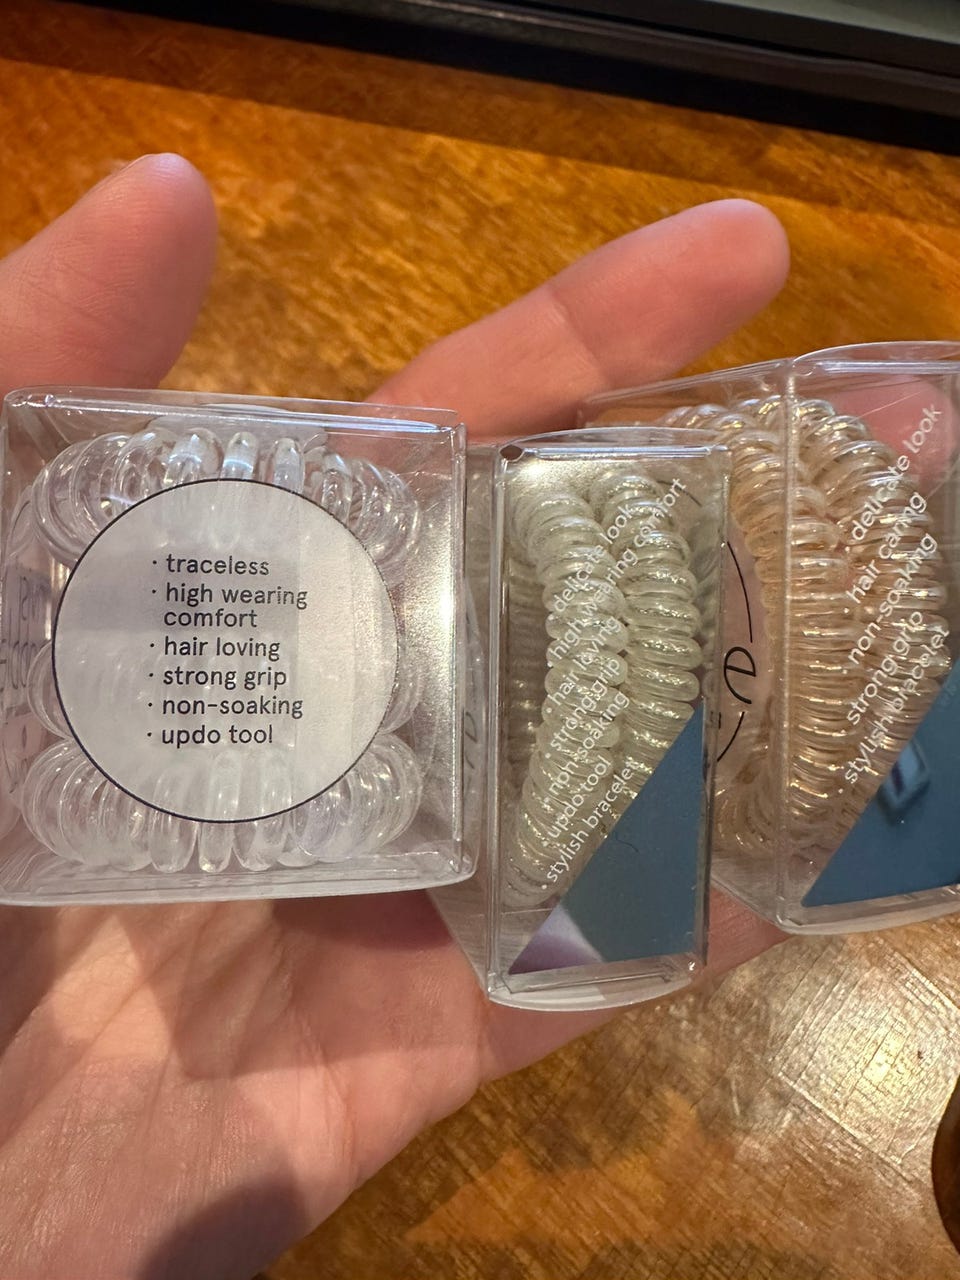 · traceless
· high wearing
comfort
· hair loving
· strong grip
· non-soaking
· updo tool
· delicate look
· high wearing comfort
· hair loving
· strong grip
· non-soaking
· updo tool
· stylish bracelet
· delicate look
· hair caring
· non-soaking
· strong grip
· stylish bracelet